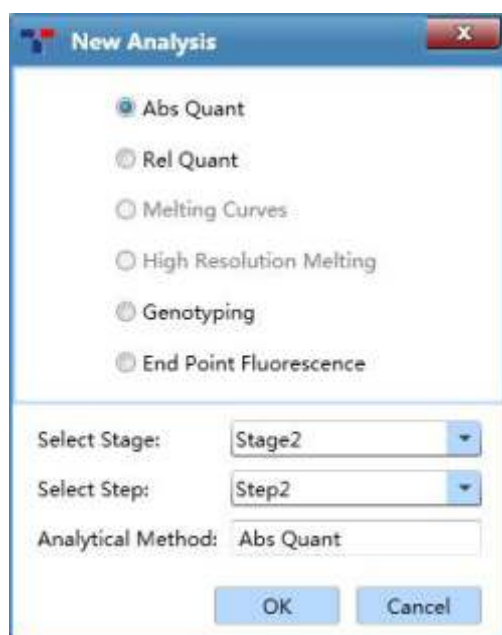 New Analysis
Abs Quant
Rel Quant
Melting Curves
High Resolution Melting
Genotyping
End Point Fluorescence
Select Stage: Stage2
Select Step: Step2
Analytical Method: Abs Quant
OK Cancel